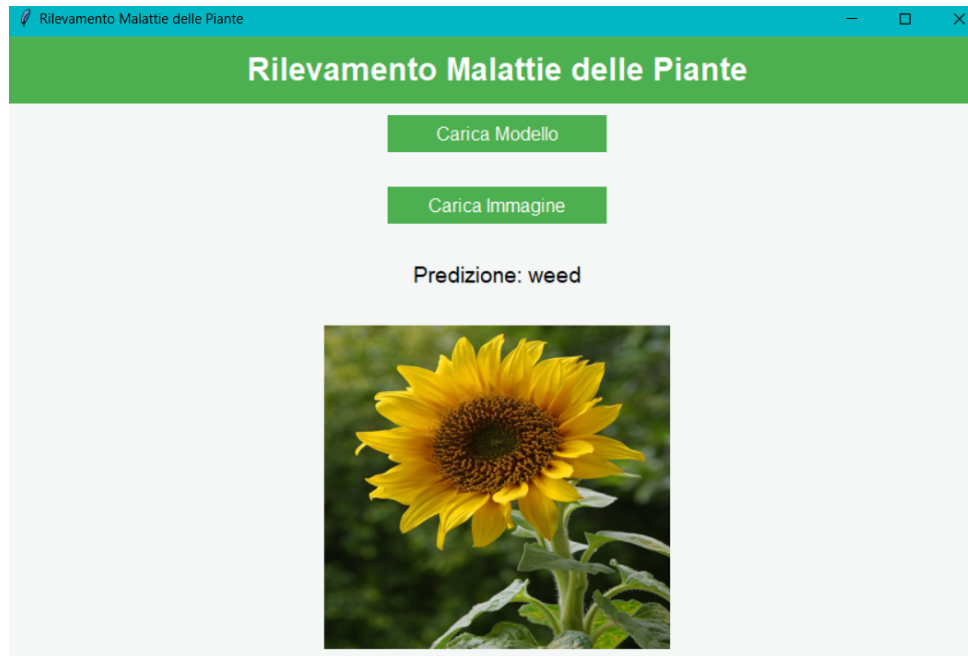 Rilevamento Malattie delle Piante
Rilevamento Malattie delle Piante
Carica Modello
Carica Immagine
Predizione: weed